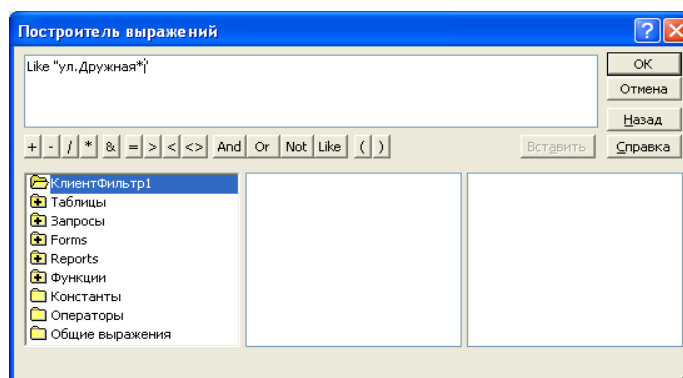 Построитель выражений
Like "ул.Дружная*"
ОК
Отмена
Назад
+ - / * & = > < <> And Or Not Like ( )
Вставить
Справка
КлиентФильтр1
Таблицы
Запросы
Forms
Reports
Функции
Константы
Операторы
Общие выражения